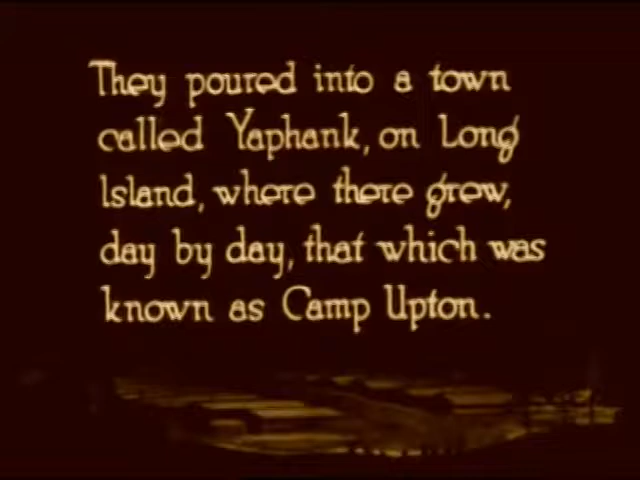 They poured into a town
called Yaphank, on Long
Island, where there grew,
day by day, that which was
known as Camp Upton.